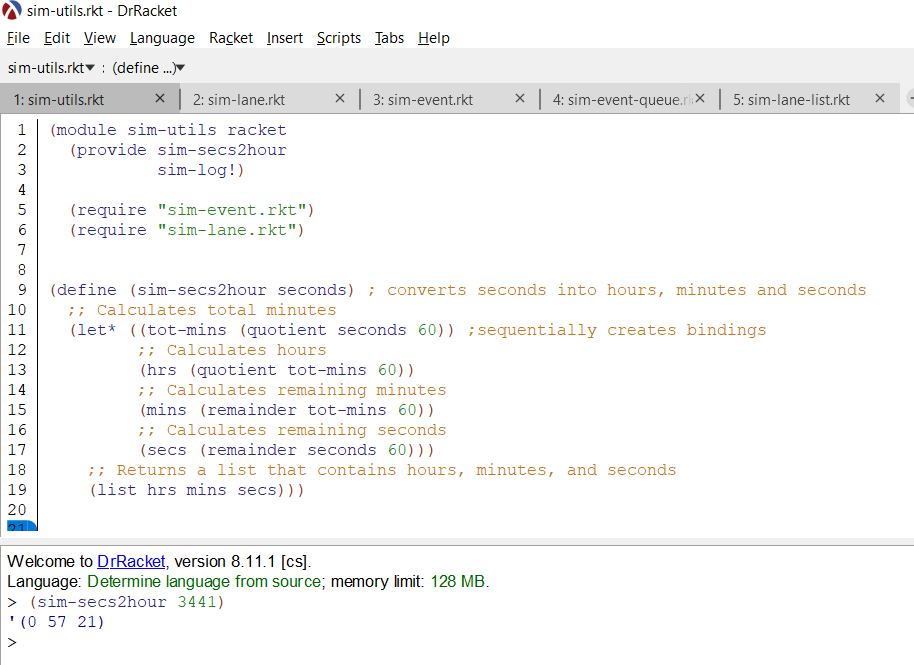 sim-utils.rkt - DrRacket
File Edit View Language Racket Insert Scripts Tabs Help
sim-utils.rkt▾ : (define ...)▾
1: sim-utils.rkt × 2: sim-lane.rkt × 3: sim-event.rkt × 4: sim-event-queue.r × 5: sim-lane-list.rkt ×
1 (module sim-utils racket
2 (provide sim-secs2hour
3 sim-log!)
4
5 (require "sim-event.rkt")
6 (require "sim-lane.rkt")
7
8
9 (define (sim-secs2hour seconds) ; converts seconds into hours, minutes and seconds
10 ;; Calculates total minutes
11 (let* ((tot-mins (quotient seconds 60)) ;sequentially creates bindings
12 ;; Calculates hours
13 (hrs (quotient tot-mins 60))
14 ;; Calculates remaining minutes
15 (mins (remainder tot-mins 60))
16 ;; Calculates remaining seconds
17 (secs (remainder seconds 60)))
18 ;; Returns a list that contains hours, minutes, and seconds
19 (list hrs mins secs)))
20
21
Welcome to DrRacket, version 8.11.1 [cs].
Language: Determine language from source; memory limit: 128 MB.
> (sim-secs2hour 3441)
'(0 57 21)
>